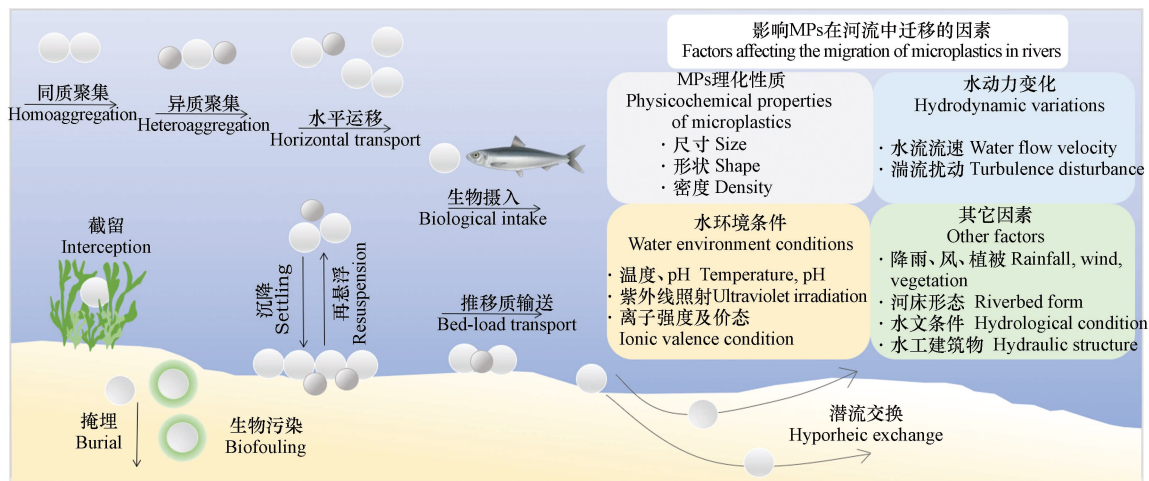 影响MPs在河流中迁移的因素
Factors affecting the migration of microplastics in rivers
同质聚集
Homoaggregation
异质聚集
Heteroaggregation
水平运移
Horizontal transport
生物摄入
Biological intake
截留
Interception
沉降
Settling
再悬浮
Resuspension
推移质输送
Bed-load transport
掩埋
Burial
生物污染
Biofouling
潜流交换
Hyporheic exchange
MPs理化性质
Physicochemical properties
of microplastics
·尺寸 Size
·形状 Shape
·密度 Density
水动力变化
Hydrodynamic variations
·水流流速 Water flow velocity
·湍流扰动 Turbulence disturbance
水环境条件
Water environment conditions
·温度、pH Temperature, pH
·紫外线照射Ultraviolet irradiation
·离子强度及价态
Ionic valence condition
其它因素
Other factors
·降雨、风、植被 Rainfall, wind,
vegetation
·河床形态 Riverbed form
·水文条件 Hydrological condition
·水工建筑物 Hydraulic structure